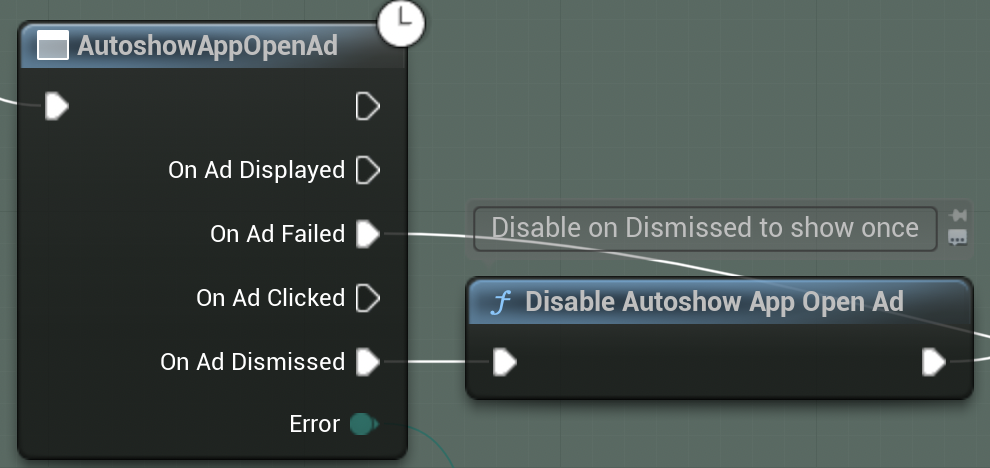 AutoshowAppOpenAd
On Ad Displayed
On Ad Failed
On Ad Clicked
On Ad Dismissed
Error
Disable on Dismissed to show once
f Disable Autoshow App Open Ad